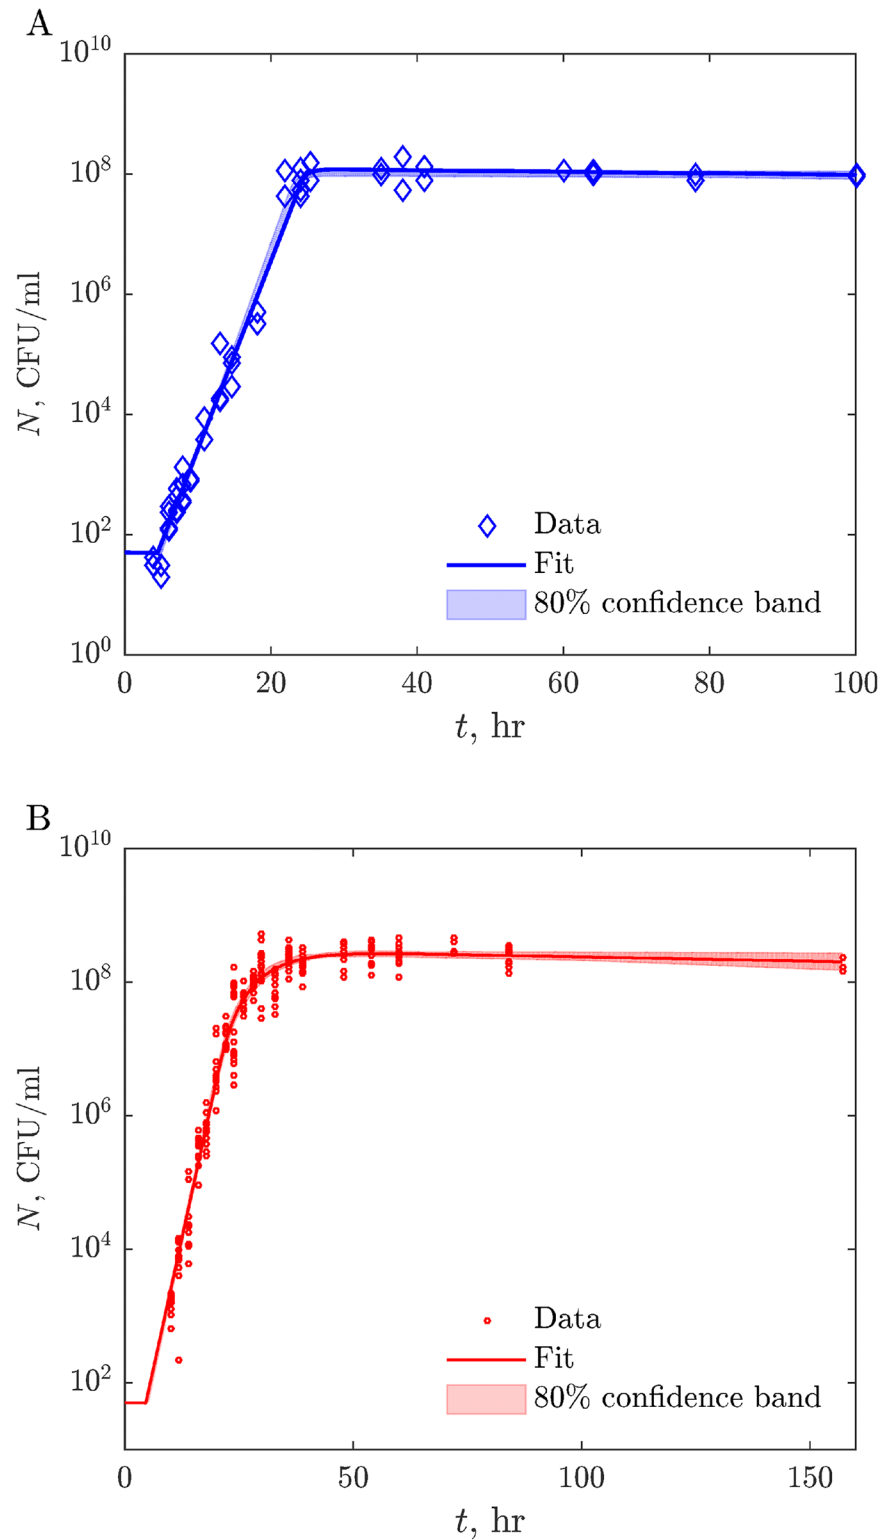 A
10^10
10^8
10^6
10^4
10^2
10^0
N, CFU/ml
Data
Fit
80% confidence band
0 20 40 60 80 100
t, hr
B
10^10
10^8
10^6
10^4
10^2
N, CFU/ml
Data
Fit
80% confidence band
0 50 100 150
t, hr